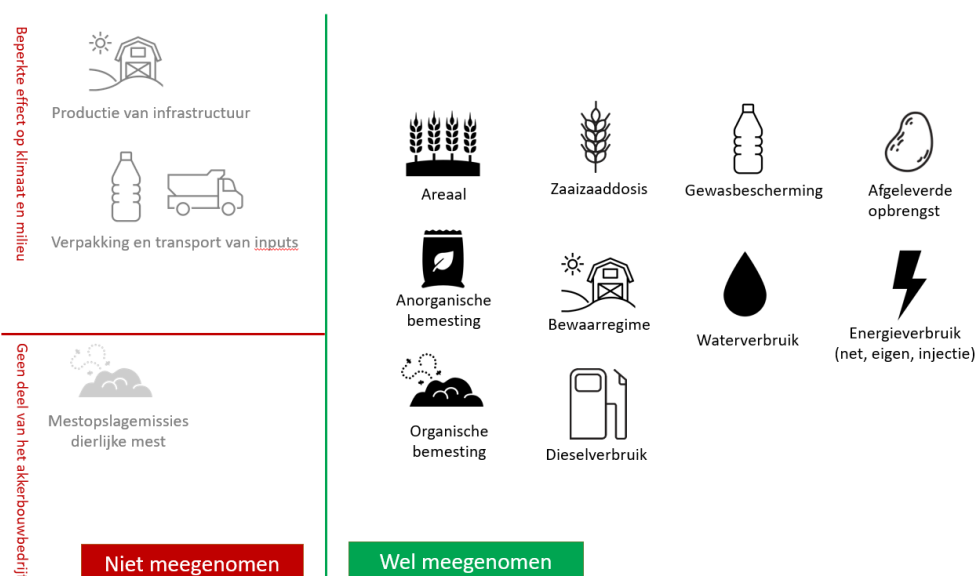 Beperkte effect op klimaat en milieu
Productie van infrastructuur
Verpakking en transport van inputs
Geen deel van het akkerbouwbedrijf
Mestopslagemissies
dierlijke mest
Niet meegenomen
Areaal
Zaaizaaddosis
Gewasbescherming
Afgeleverde
opbrengst
Anorganische
bemesting
Bewaarregime
Waterverbruik
Energieverbruik
(net, eigen, injectie)
Organische
bemesting
Dieselverbruik
Wel meegenomen